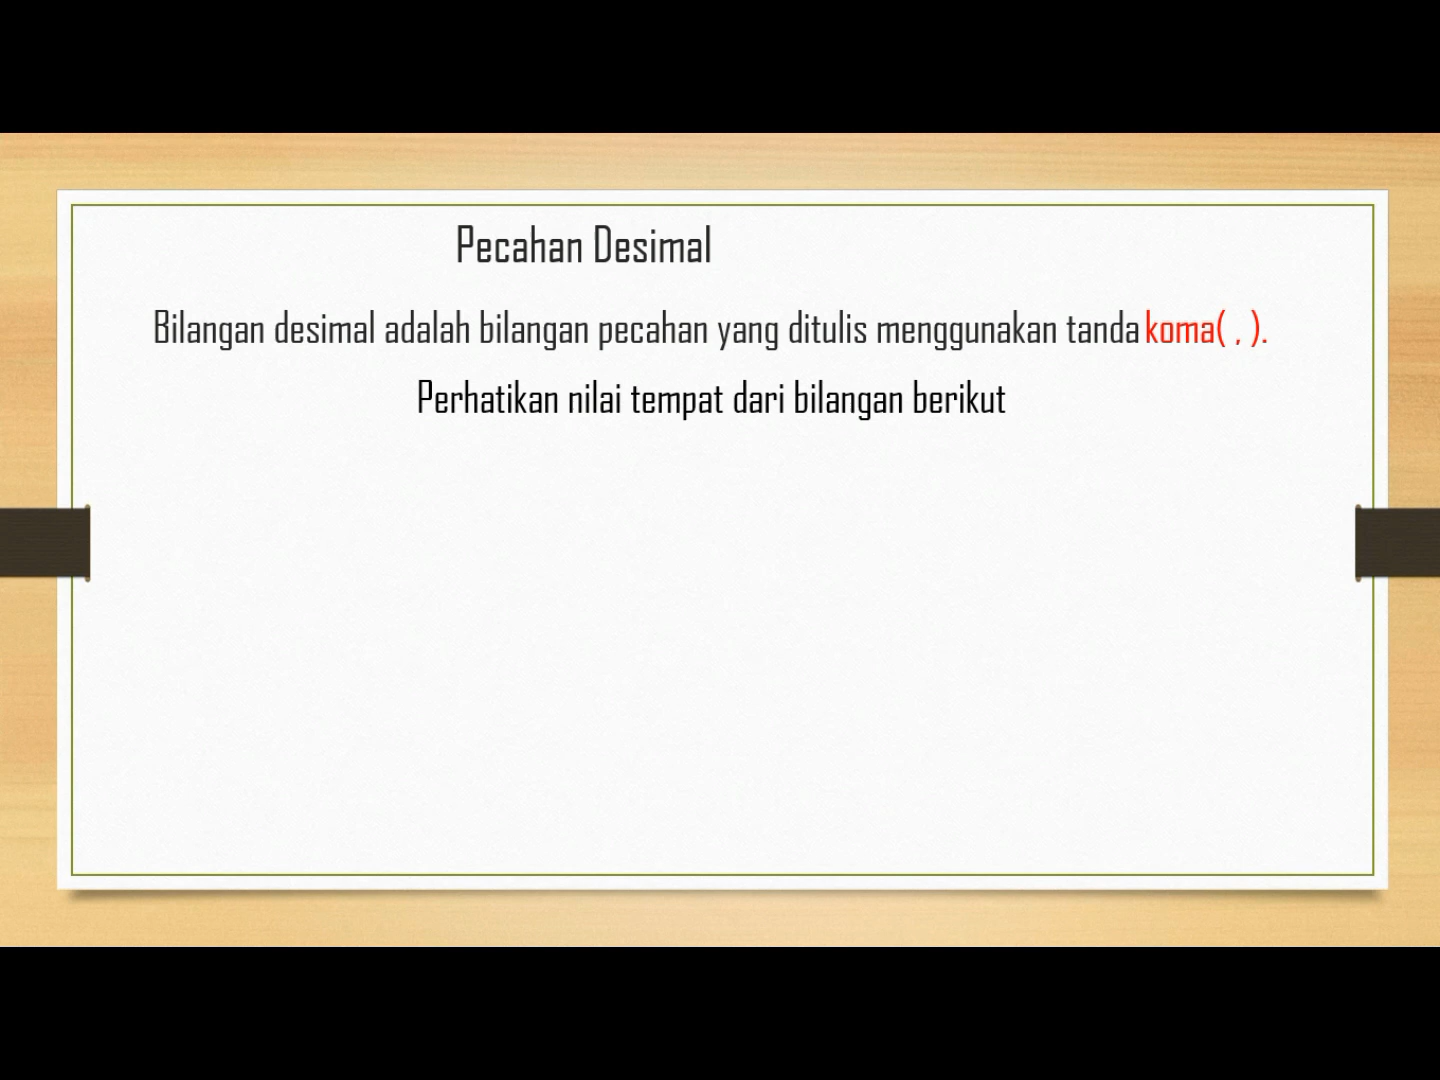 Pecahan Desimal
Bilangan desimal adalah bilangan pecahan yang ditulis menggunakan tanda koma( , ).
Perhatikan nilai tempat dari bilangan berikut